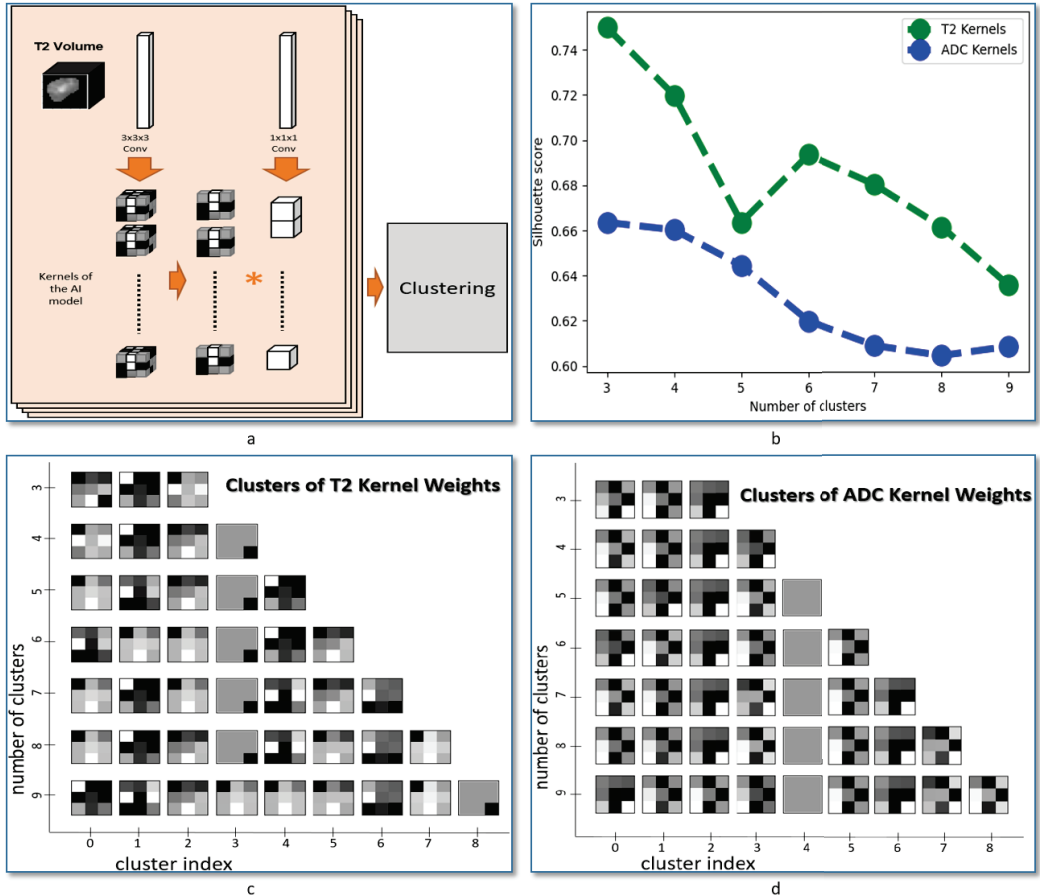 T2 Volume
3x3x3
Conv
1x1x1
Conv
Kernels of
the AI
model
*
Clustering
a
T2 Kernels
ADC Kernels
Silhouette score
0.74
0.72
0.70
0.68
0.66
0.64
0.62
0.60
3 4 5 6 7 8 9
Number of clusters
b
Clusters of T2 Kernel Weights
number of clusters
3
4
5
6
7
8
9
0 1 2 3 4 5 6 7 8
cluster index
c
Clusters of ADC Kernel Weights
number of clusters
3
4
5
6
7
8
9
0 1 2 3 4 5 6 7 8
cluster index
d